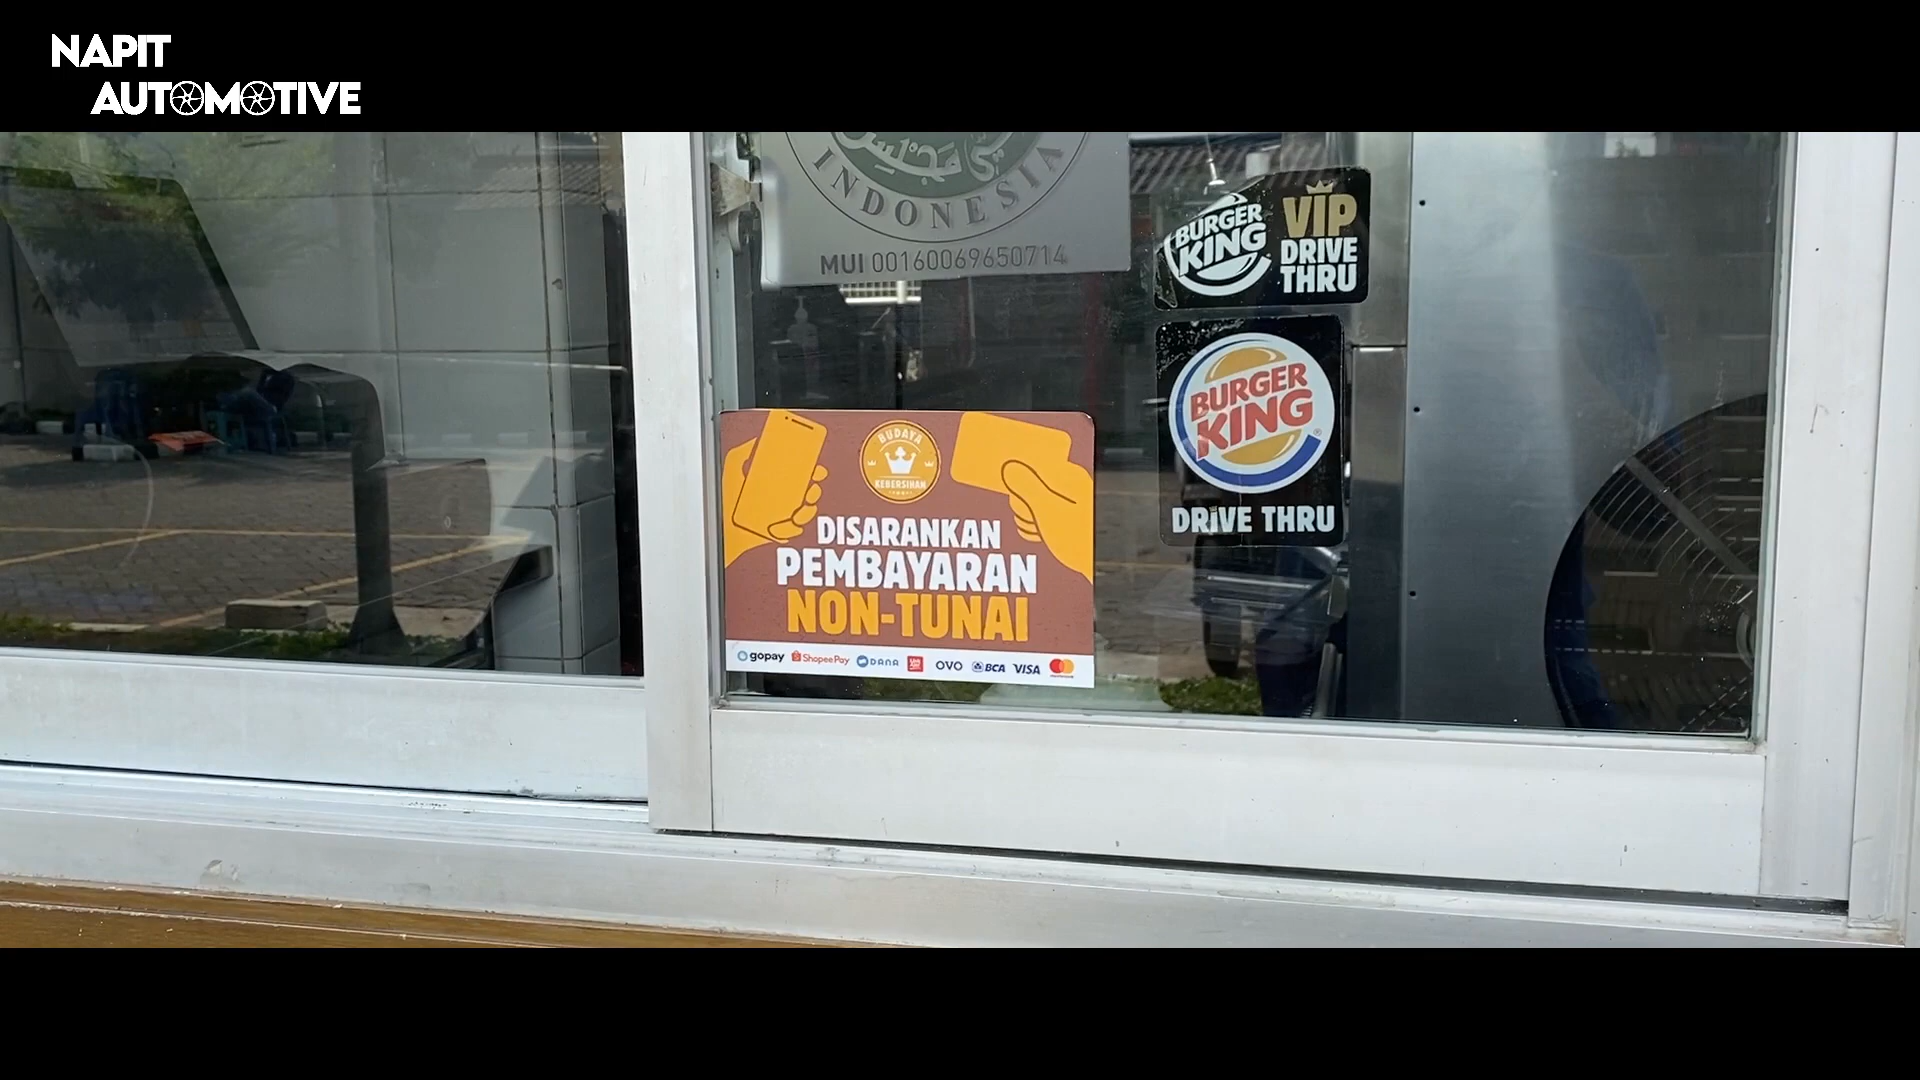 NAPIT
AUTOMOTIVE
INDONESIA
MUI 00160069650714
BURGER
KING
VIP
DRIVE
THRU
BURGER
KING
DRIVE THRU
BUDAYA
KEBERSIHAN
DISARANKAN
PEMBAYARAN
NON-TUNAI
gopay ShopeePay DANA OVO BCA VISA